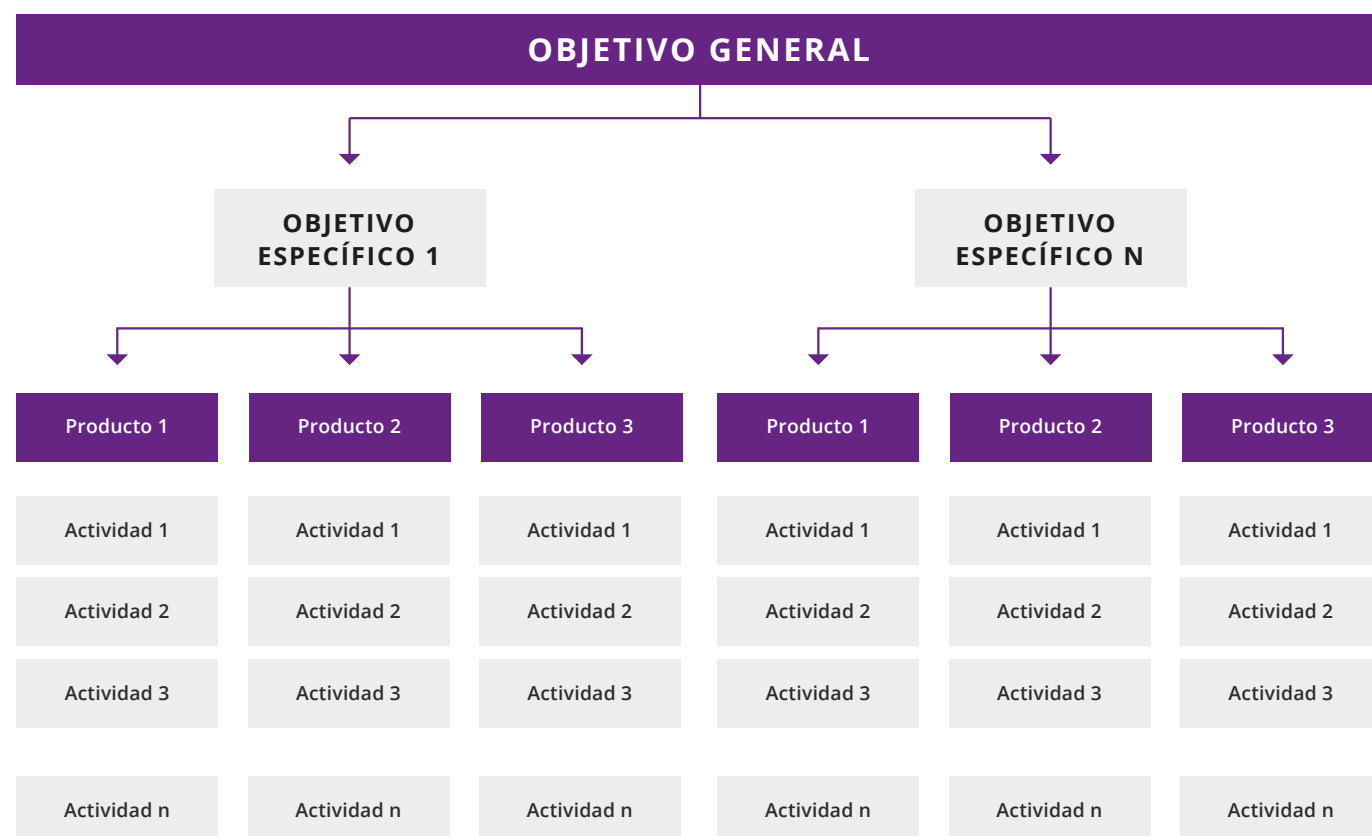 OBJETIVO GENERAL
OBJETIVO
ESPECÍFICO 1
OBJETIVO
ESPECÍFICO N
Producto 1
Producto 2
Producto 3
Producto 1
Producto 2
Producto 3
Actividad 1
Actividad 1
Actividad 1
Actividad 1
Actividad 1
Actividad 1
Actividad 2
Actividad 2
Actividad 2
Actividad 2
Actividad 2
Actividad 2
Actividad 3
Actividad 3
Actividad 3
Actividad 3
Actividad 3
Actividad 3
Actividad n
Actividad n
Actividad n
Actividad n
Actividad n
Actividad n